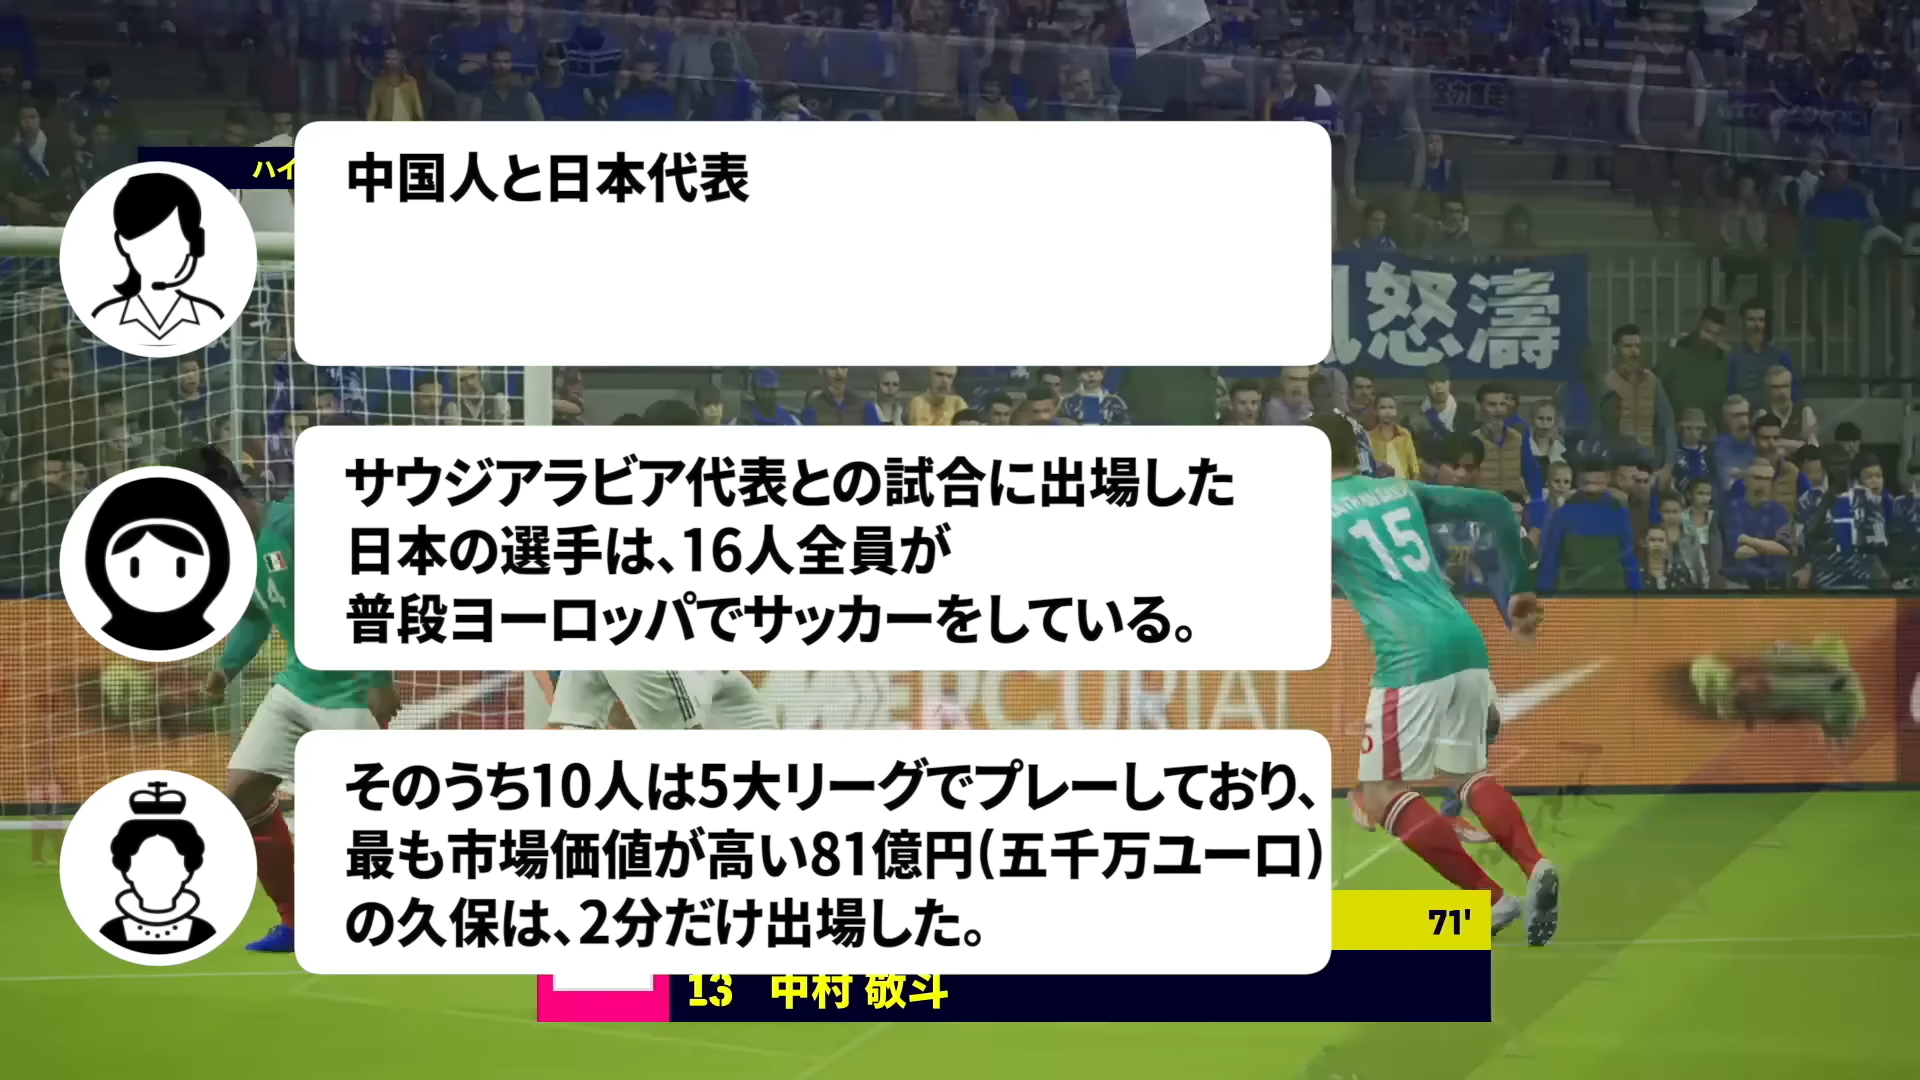 ハイ
中国人と日本代表
怒濤
サウジアラビア代表との試合に出場した
日本の選手は、16人全員が
普段ヨーロッパでサッカーをしている。
15
MERCURIAL
そのうち10人は5大リーグでプレーしており、
最も市場価値が高い81億円(五千万ユーロ)
の久保は、2分だけ出場した。
71'
13 中村 敬斗